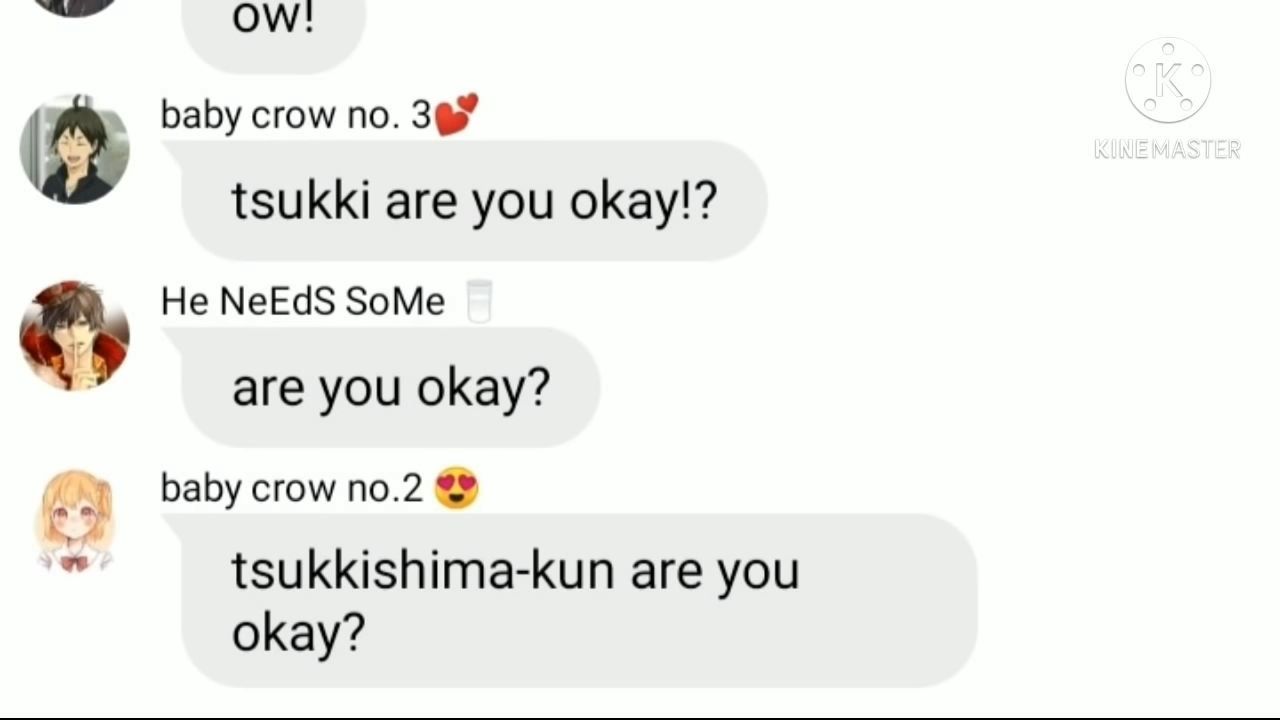 ow!
baby crow no. 3💕
tsukki are you okay!?
He NeEdS SoMe 🥛
are you okay?
baby crow no.2 😍
tsukkishima-kun are you
okay?
K
KINEMASTER